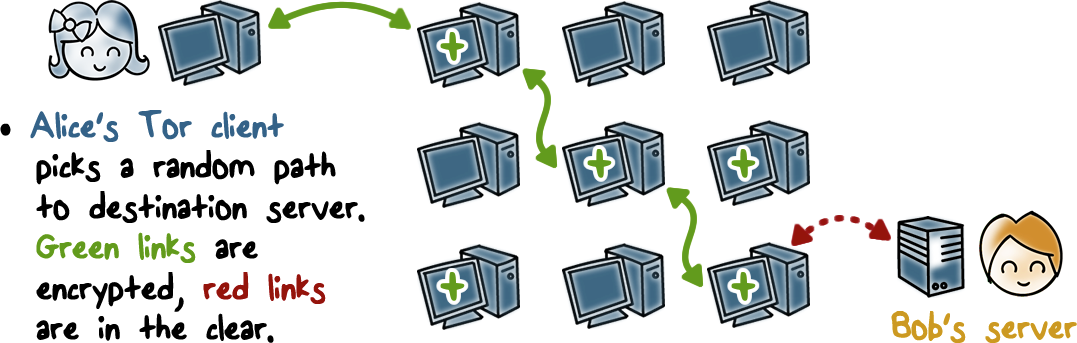 • Alice's Tor client
picks a random path
to destination server.
Green links are
encrypted, red links
are in the clear.
Bob's server